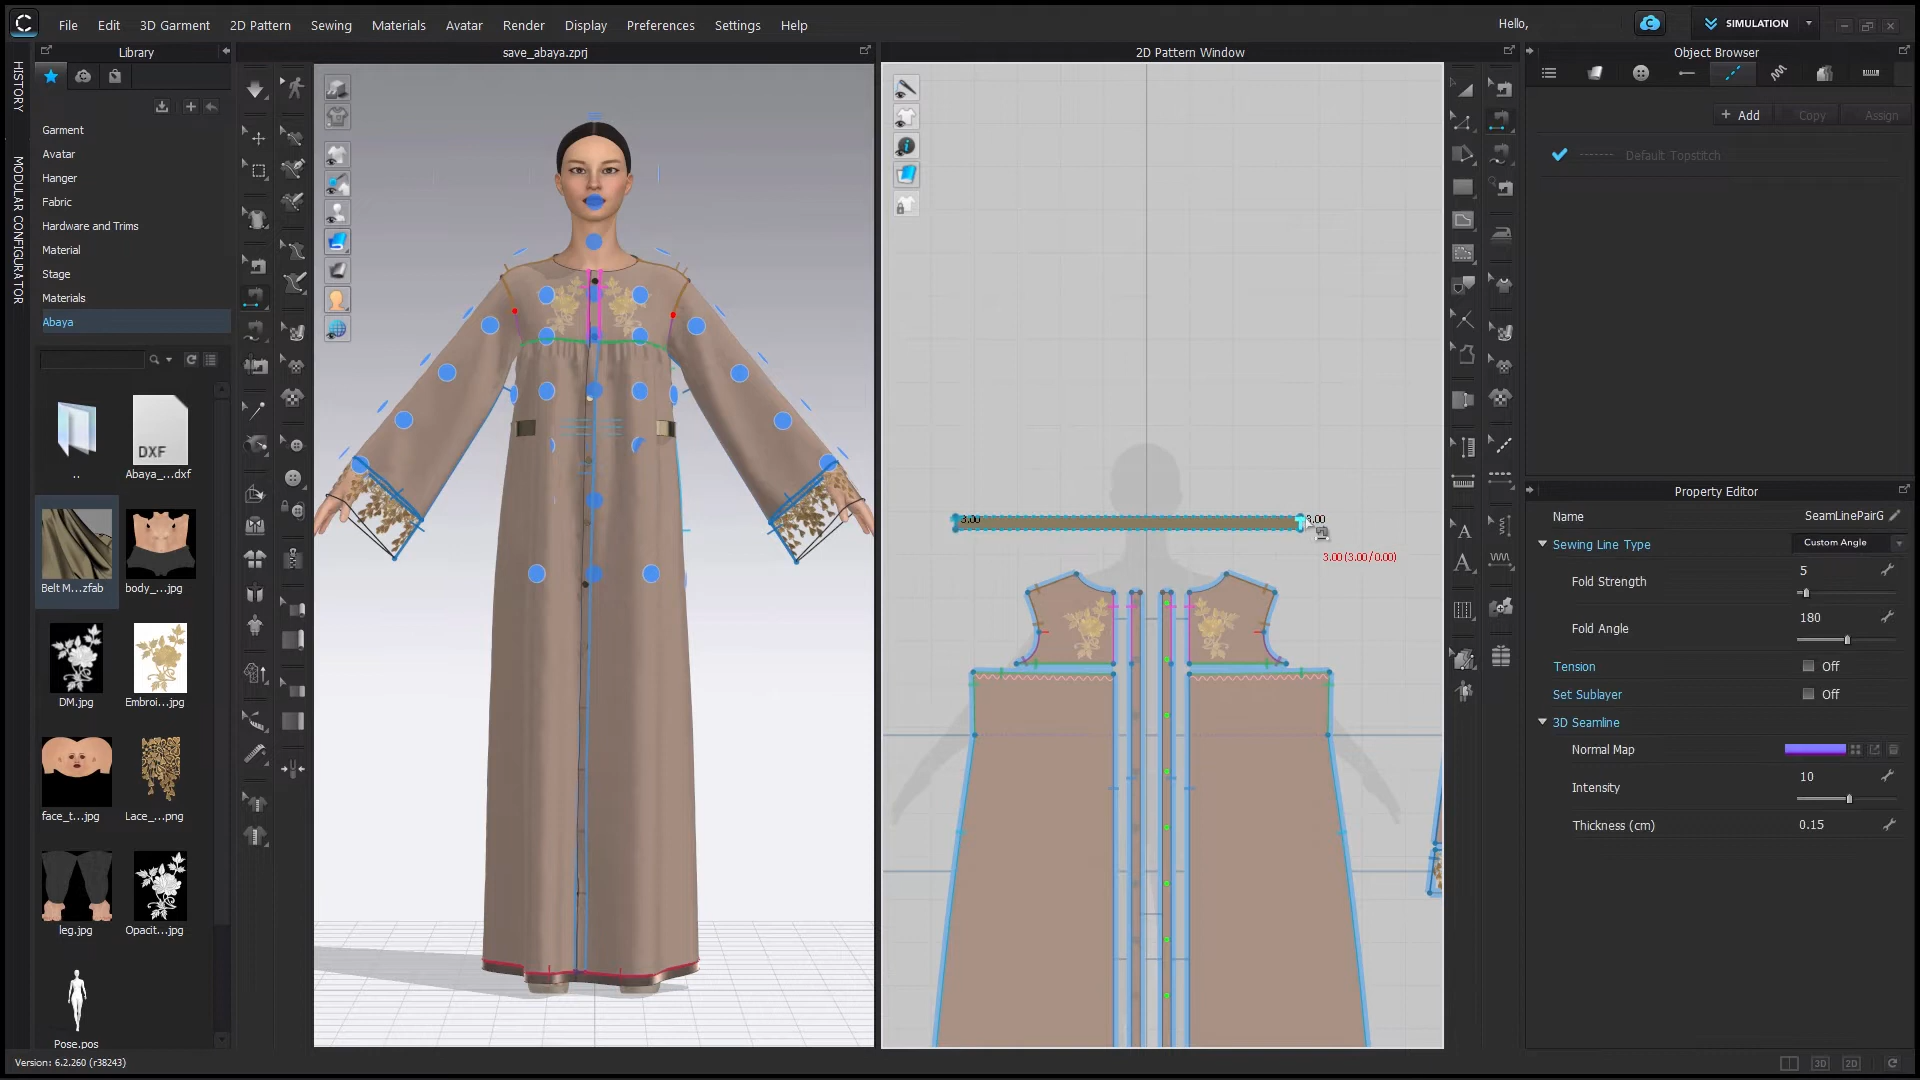 File Edit 3D Garment 2D Pattern Sewing Materials Avatar Render Display Preferences Settings Help
Hello,
SIMULATION
Library
save_abaya.zprj
2D Pattern Window
Object Browser
HISTORY
MODULAR CONFIGURATOR
Garment
Avatar
Hanger
Fabric
Hardware and Trims
Material
Stage
Materials
Abaya
..
DXF
Abaya_...dxf
Belt M...zfab
body_...jpg
DM.jpg
Embroi...jpg
face_t...jpg
Lace_...png
leg.jpg
Opacit...jpg
Pose.pos
3.00
3.00
3.00 (3.00 / 0.00)
+ Add
Copy
Assign
Default Topstitch
Property Editor
Name
SeamLinePairG
Sewing Line Type
Custom Angle
Fold Strength
5
Fold Angle
180
Tension
Off
Set Sublayer
Off
3D Seamline
Normal Map
Intensity
10
Thickness (cm)
0.15
Version: 6.2.260 (r38243)
3D
2D